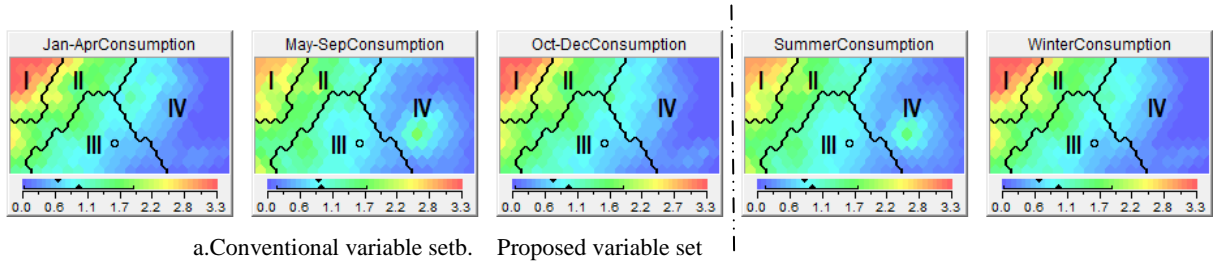 Jan-AprConsumption
I II III IV
0.0 0.6 1.1 1.7 2.2 2.8 3.3
May-SepConsumption
I II III IV
0.0 0.6 1.1 1.7 2.2 2.8 3.3
Oct-DecConsumption
I II III IV
0.0 0.6 1.1 1.7 2.2 2.8 3.3
SummerConsumption
I II III IV
0.0 0.6 1.1 1.7 2.2 2.8 3.3
WinterConsumption
I II III IV
0.0 0.6 1.1 1.7 2.2 2.8 3.3
a.Conventional variable setb. Proposed variable set